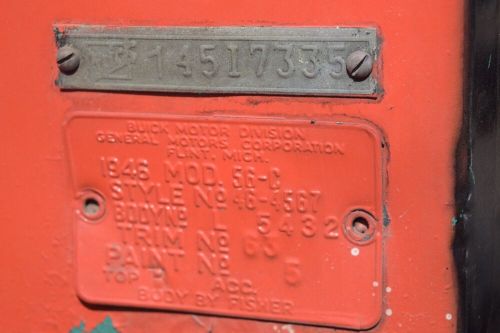 14517335
BUICK MOTOR DIVISION
GENERAL MOTORS CORPORATION
FLINT, MICH.
1946 MOD. 56-C
STYLE NO 46-4567
BODY NO L 5432
TRIM NO 63
PAINT NO 5
TOP ACC.
BODY BY FISHER